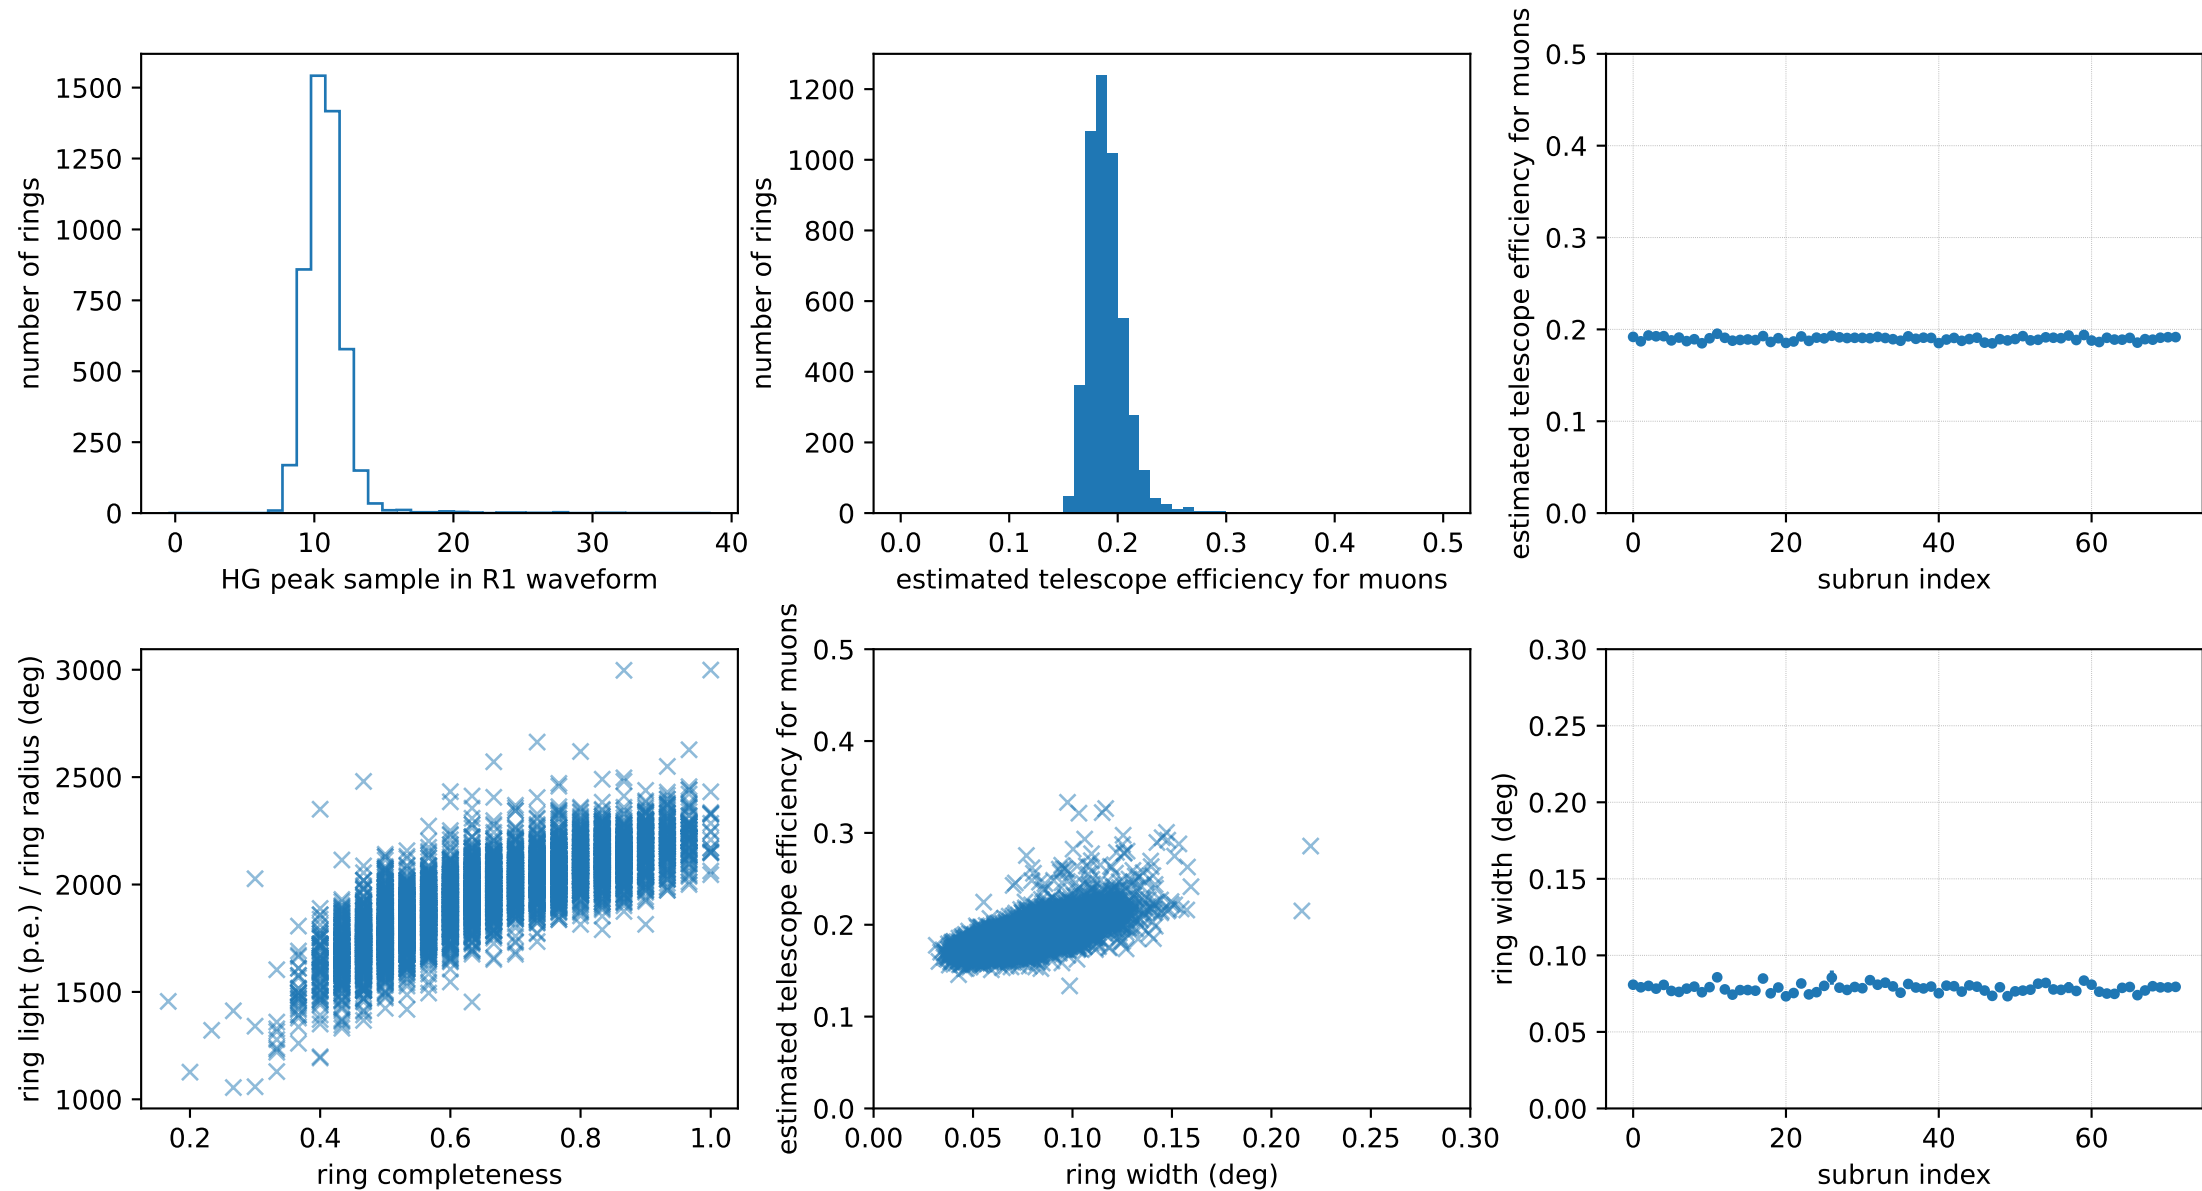 1500
1250
1000
750
500
250
0
number of rings
0 10 20 30 40
HG peak sample in R1 waveform
1200
1000
800
600
400
200
0
number of rings
0.0 0.1 0.2 0.3 0.4 0.5
estimated telescope efficiency for muons
0.5
0.4
0.3
0.2
0.1
0.0
estimated telescope efficiency for muons
0 20 40 60
subrun index
3000
2500
2000
1500
1000
ring light (p.e.) / ring radius (deg)
0.2 0.4 0.6 0.8 1.0
ring completeness
0.5
0.4
0.3
0.2
0.1
0.0
estimated telescope efficiency for muons
0.00 0.05 0.10 0.15 0.20 0.25 0.30
ring width (deg)
0.30
0.25
0.20
0.15
0.10
0.05
0.00
ring width (deg)
0 20 40 60
subrun index